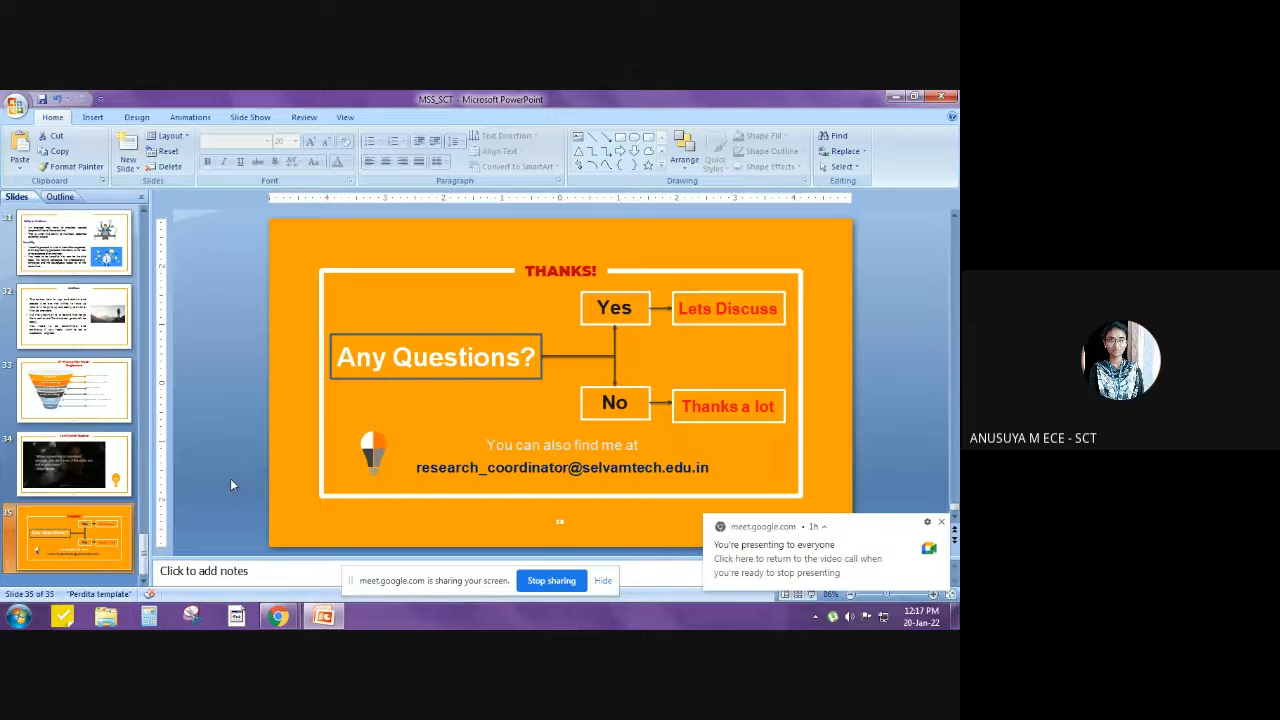 MSS_SCT - Microsoft PowerPoint
Home Insert Design Animations Slide Show Review View
Cut
Copy
Format Painter
Paste
Clipboard
New
Slide
Layout
Reset
Delete
Slides
20
Font
Text Direction
Align Text
Convert to SmartArt
Paragraph
Arrange
Quick
Styles
Shape Fill
Shape Outline
Shape Effects
Drawing
Find
Replace
Select
Editing
Slides Outline
32
33
34
35
THANKS!
Any Questions?
Yes
Lets Discuss
No
Thanks a lot
You can also find me at
research_coordinator@selvamtech.edu.in
Click to add notes
meet.google.com is sharing your screen. Stop sharing Hide
meet.google.com • 1h
You're presenting to everyone
Click here to return to the video call when
you're ready to stop presenting
Slide 35 of 35 "Perdita template" 86%
12:17 PM
20-Jan-22
ANUSUYA M ECE - SCT